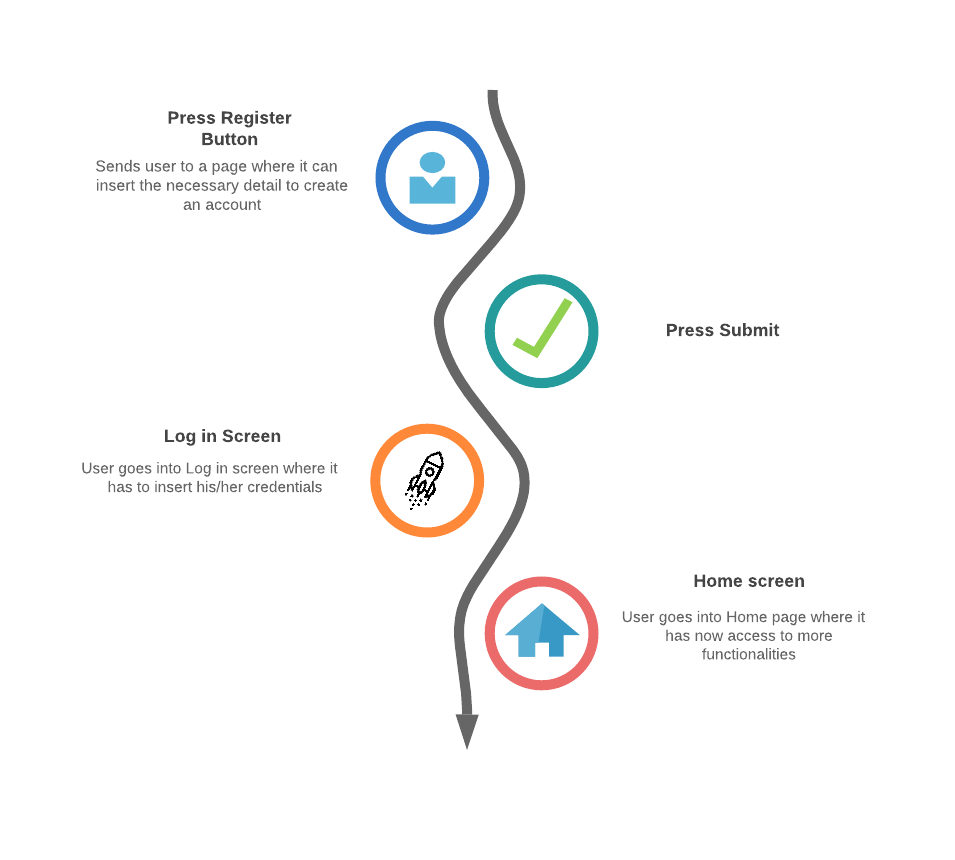 Press Register
Button
Sends user to a page where it can
insert the necessary detail to create
an account
Press Submit
Log in Screen
User goes into Log in screen where it
has to insert his/her credentials
Home screen
User goes into Home page where it
has now access to more
functionalities